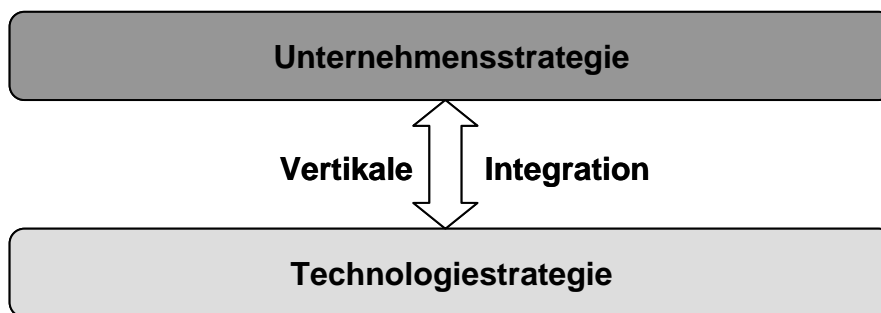 Unternehmensstrategie
Vertikale Integration
Technologiestrategie